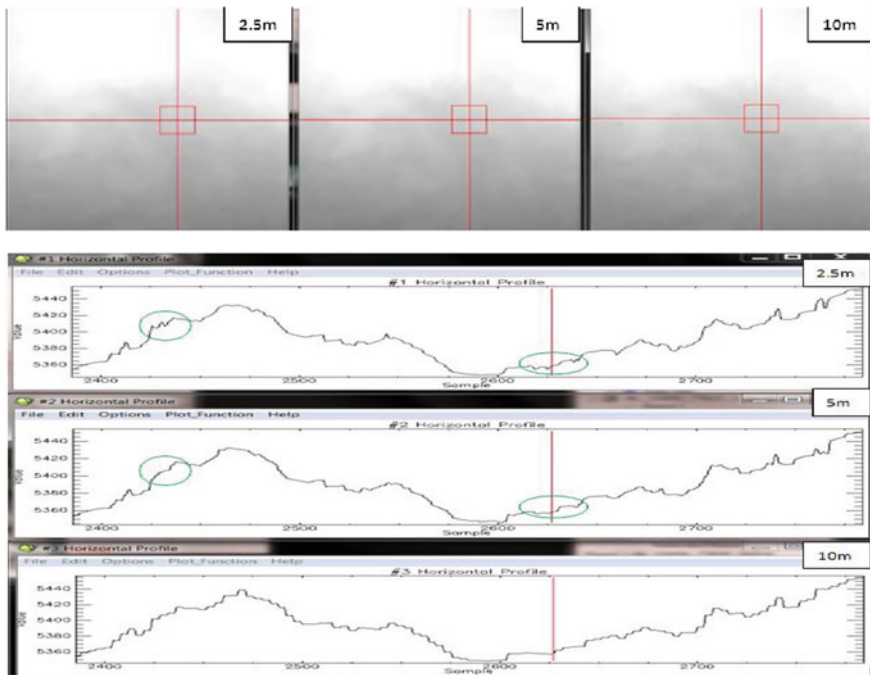 2.5m
5m
10m
#1 Horizontal Profile
2.5m
File Edit Options Plot_Function Help
#1 Horizontal Profile
5440
5420
5400
5380
5360
Value
2400
2500
2600
2700
Sample
#2 Horizontal Profile
5m
File Edit Options Plot_Function Help
#2 Horizontal Profile
5440
5420
5400
5380
5360
Value
2400
2500
2600
2700
Sample
#3 Horizontal Profile
10m
File Edit Options Plot_Function Help
#3 Horizontal Profile
5440
5420
5400
5380
5360
Value
2400
2500
2600
2700
Sample